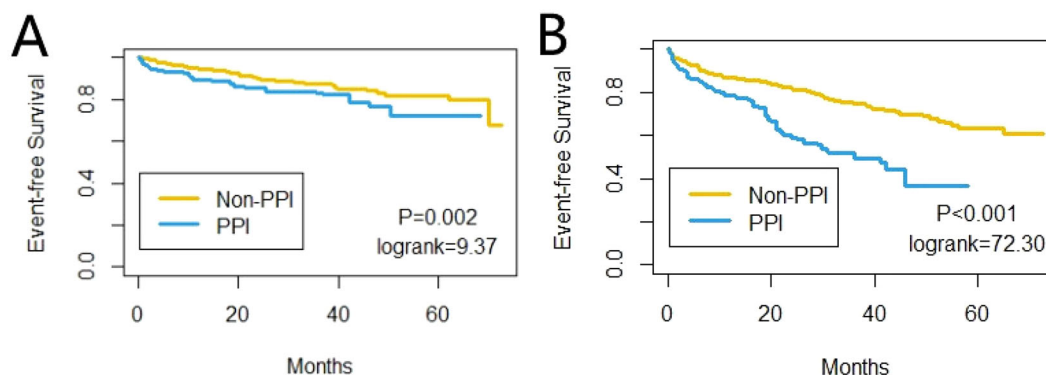 A
Event-free Survival
0.8
0.4
0.0
Non-PPI
PPI
P=0.002
logrank=9.37
0
20
40
60
Months
B
Event-free Survival
0.8
0.4
0.0
Non-PPI
PPI
P<0.001
logrank=72.30
0
20
40
60
Months